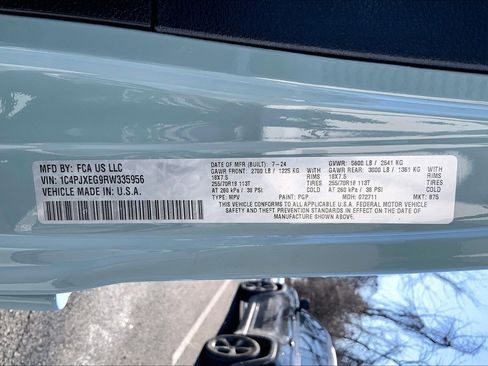 MFD BY: FCA US LLC
VIN: 1C4PJXEG9RW335956
VEHICLE MADE IN U.S.A.
DATE OF MFR (BUILT): 7-24 GVWR: 5600 LB / 2541 KG
GAWR FRONT: 2700 LB / 1225 KG WITH GAWR REAR: 3000 LB / 1361 KG WITH
18X7.5 RIMS 18X7.5 RIMS
255/70R18 113T 255/70R18 113T
AT 260 kPa / 38 PSI COLD AT 260 kPa / 38 PSI COLD
TYPE: MPV PAINT: PGP MDH: 072711 MKT: 875
THIS VEHICLE CONFORMS TO ALL APPLICABLE U.S.A. FEDERAL MOTOR VEHICLE
SAFETY AND THEFT PREVENTION STANDARDS IN EFFECT ON THE DATE OF
MANUFACTURE SHOWN ABOVE.